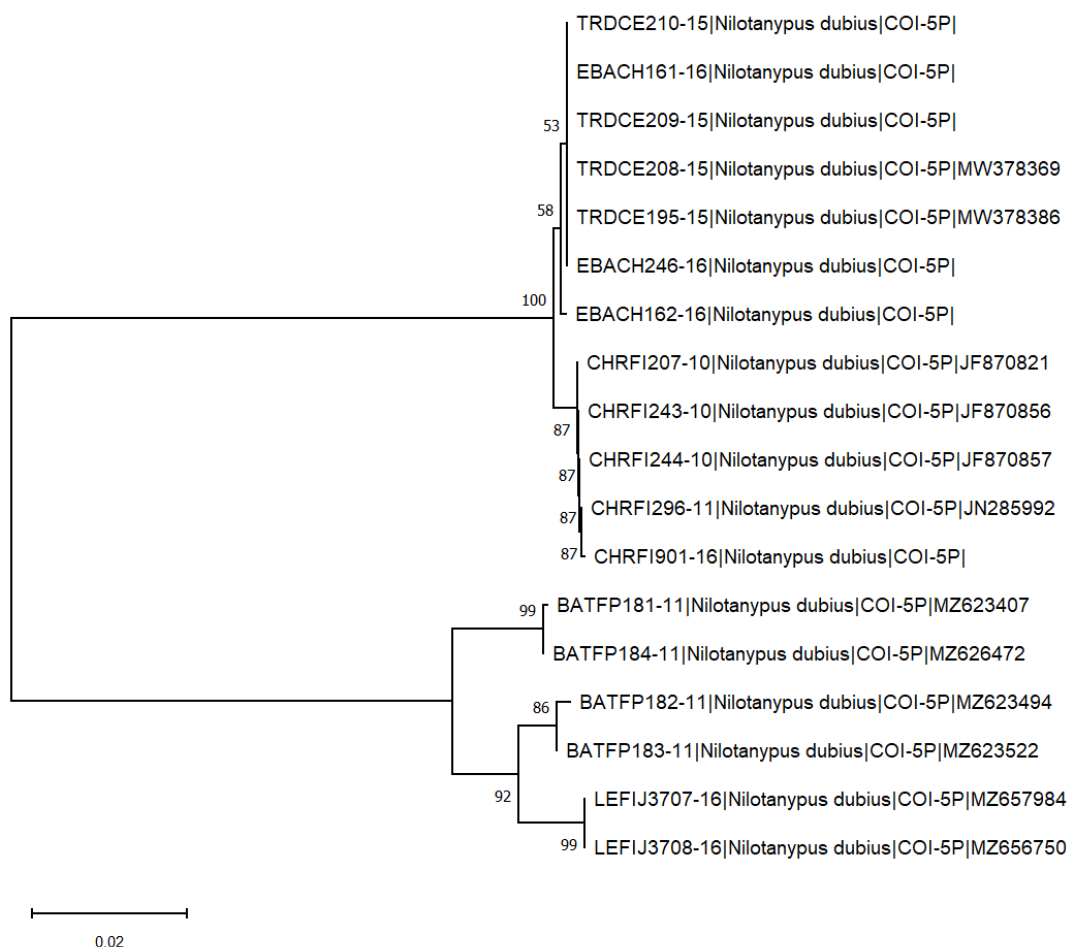 TRDCE210-15|Nilotanypus dubius|COI-5P|
EBACH161-16|Nilotanypus dubius|COI-5P|
53
TRDCE209-15|Nilotanypus dubius|COI-5P|
TRDCE208-15|Nilotanypus dubius|COI-5P|MW378369
58
TRDCE195-15|Nilotanypus dubius|COI-5P|MW378386
EBACH246-16|Nilotanypus dubius|COI-5P|
100
EBACH162-16|Nilotanypus dubius|COI-5P|
CHRFI207-10|Nilotanypus dubius|COI-5P|JF870821
CHRFI243-10|Nilotanypus dubius|COI-5P|JF870856
87
CHRFI244-10|Nilotanypus dubius|COI-5P|JF870857
87
CHRFI296-11|Nilotanypus dubius|COI-5P|JN285992
87
87
CHRFI901-16|Nilotanypus dubius|COI-5P|
99
BATFP181-11|Nilotanypus dubius|COI-5P|MZ623407
BATFP184-11|Nilotanypus dubius|COI-5P|MZ626472
86
BATFP182-11|Nilotanypus dubius|COI-5P|MZ623494
BATFP183-11|Nilotanypus dubius|COI-5P|MZ623522
92
LEFIJ3707-16|Nilotanypus dubius|COI-5P|MZ657984
99
LEFIJ3708-16|Nilotanypus dubius|COI-5P|MZ656750
0.02